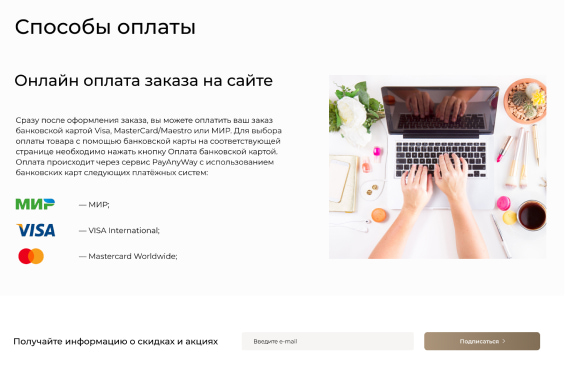 Способы оплаты
Онлайн оплата заказа на сайте
Сразу после оформления заказа, вы можете оплатить ваш заказ
банковской картой Visa, MasterCard/Maestro или МИР. Для выбора
оплаты товара с помощью банковской карты на соответствующей
странице необходимо нажать кнопку Оплата банковской картой.
Оплата происходит через сервис PayAnyWay с использованием
банковских карт следующих платёжных систем:
МИР — МИР;
VISA — VISA International;
— Mastercard Worldwide;
Получайте информацию о скидках и акциях
Введите e-mail
Подписаться